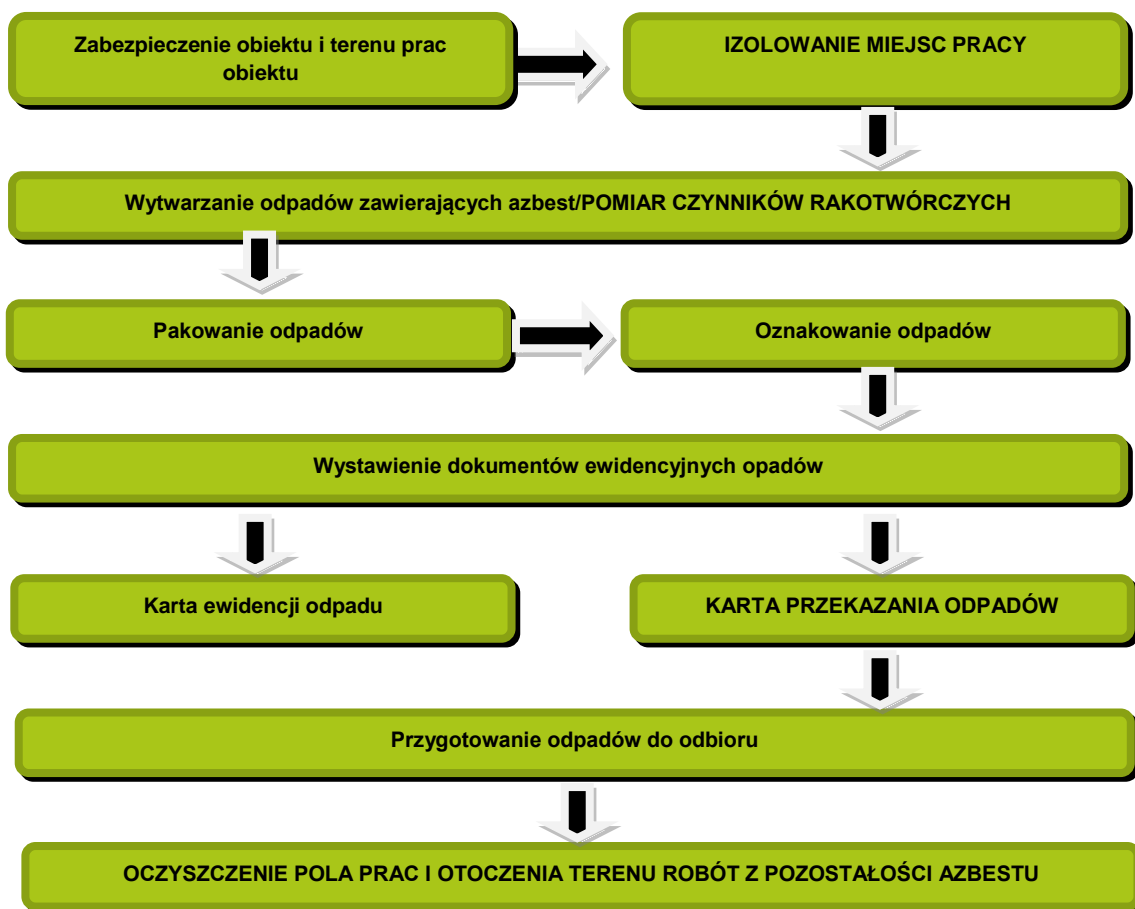 Zabezpieczenie obiektu i terenu prac
obiektu
IZOLOWANIE MIEJSC PRACY
Wytwarzanie odpadów zawierających azbest/POMIAR CZYNNIKÓW RAKOTWÓRCZYCH
Pakowanie odpadów
Oznakowanie odpadów
Wystawienie dokumentów ewidencyjnych opadów
Karta ewidencji odpadu
KARTA PRZEKAZANIA ODPADÓW
Przygotowanie odpadów do odbioru
OCZYSZCZENIE POLA PRAC I OTOCZENIA TERENU ROBÓT Z POZOSTAŁOŚCI AZBESTU